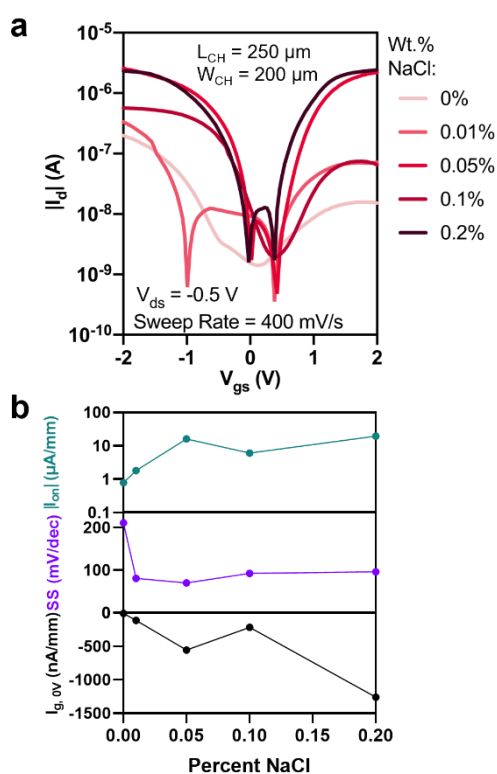 a
L_CH = 250 µm
W_CH = 200 µm
Wt.%
NaCl:
0%
0.01%
0.05%
0.1%
0.2%
10⁻⁵
10⁻⁶
10⁻⁷
10⁻⁸
10⁻⁹
10⁻¹⁰
|I_d| (A)
V_ds = -0.5 V
Sweep Rate = 400 mV/s
-2 -1 0 1 2
V_gs (V)
b
100
10
1
0.1
|I_on| (µA/mm)
200
100
0
SS (mV/dec)
-500
-1000
-1500
I_g, 0V (nA/mm)
0.00 0.05 0.10 0.15 0.20
Percent NaCl